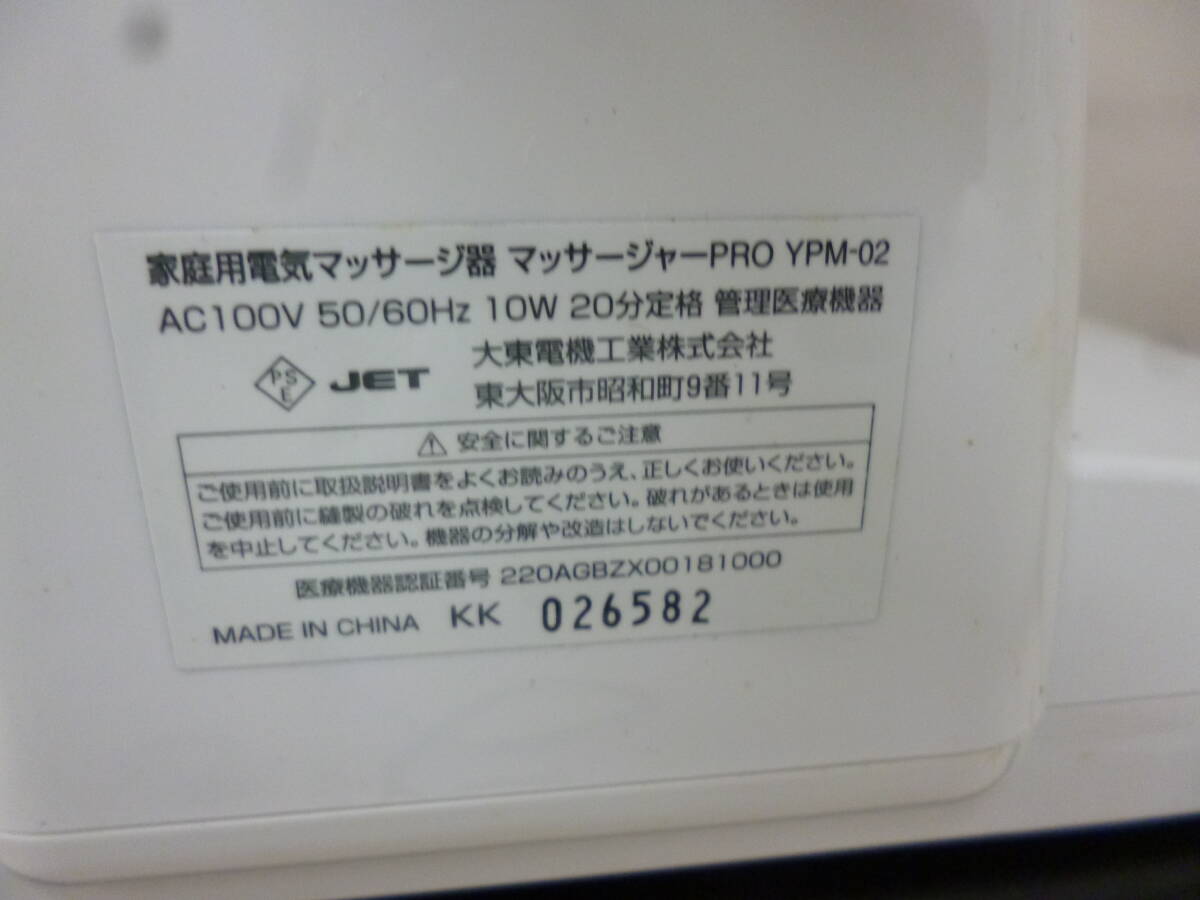 家庭用電気マッサージ器 マッサージャーPRO YPM-02
AC100V 50/60Hz 10W 20分定格 管理医療機器
PSE JET 大東電機工業株式会社
東大阪市昭和町9番11号
安全に関するご注意
ご使用前に取扱説明書をよくお読みのうえ、正しくお使いください。
ご使用前に縫製の破れを点検してください。破れがあるときは使用
を中止してください。機器の分解や改造はしないでください。
医療機器認証番号 220AGBZX00181000
MADE IN CHINA KK 026582